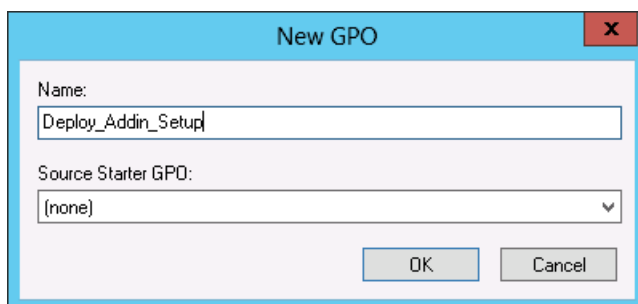 New GPO
x
Name:
Deploy_Addin_Setup
Source Starter GPO:
(none)
OK
Cancel